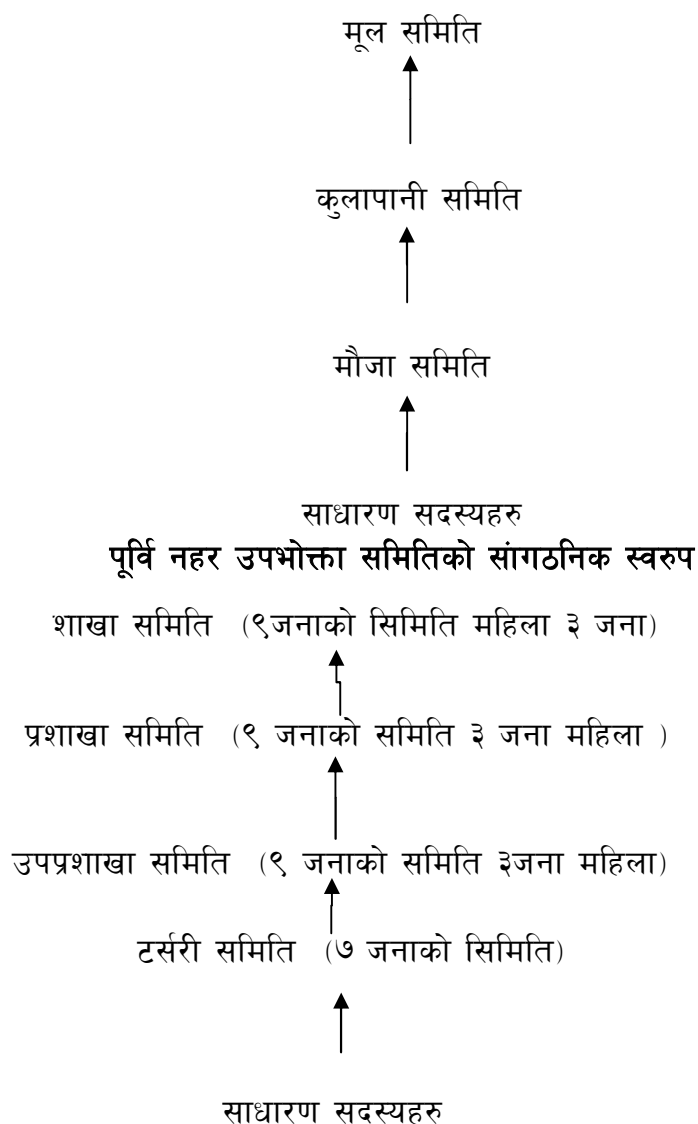 मूल समिति
कुलापानी समिति
मौजा समिति
साधारण सदस्यहरु
पूर्वि नहर उपभोक्ता समितिको सांगठनिक स्वरुप
शाखा समिति (९जनाको सिमिति महिला ३ जना)
प्रशाखा समिति (९ जनाको समिति ३ जना महिला )
उपप्रशाखा समिति (९ जनाको समिति ३जना महिला)
टर्सरी समिति (७ जनाको सिमिति)
साधारण सदस्यहरु